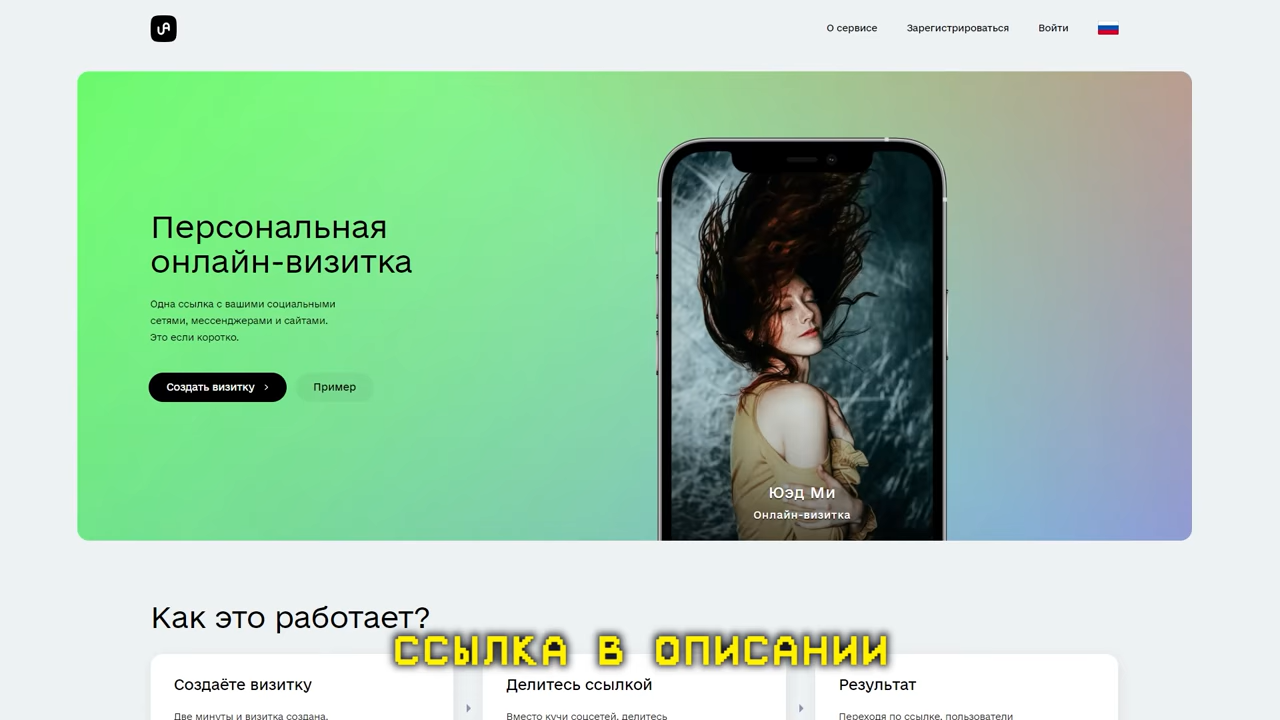 О сервисе
Зарегистрироваться
Войти
Персональная
онлайн-визитка
Одна ссылка с вашими социальными
сетями, мессенджерами и сайтами.
Это если коротко.
Создать визитку
Пример
Юэд Ми
Онлайн-визитка
Как это работает?
ССЫЛКА В ОПИСАНИИ
Создаёте визитку
Делитесь ссылкой
Результат
Две минуты и визитка создана.
Вместо кучи соцсетей, делитесь
Переходя по ссылке, пользователи